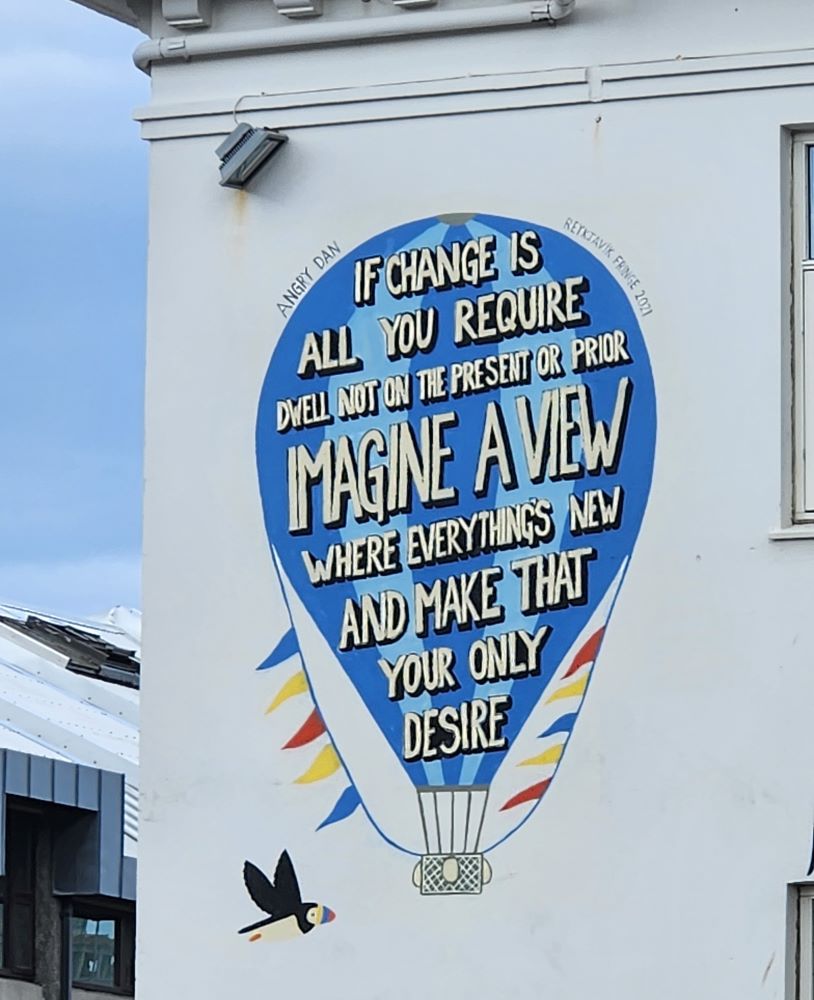 ANGRY DAN
REYKJAVÍK FRINGE 2021
IF CHANGE IS
ALL YOU REQUIRE
DWELL NOT ON THE PRESENT OR PRIOR
IMAGINE A VIEW
WHERE EVERYTHING'S NEW
AND MAKE THAT
YOUR ONLY
DESIRE